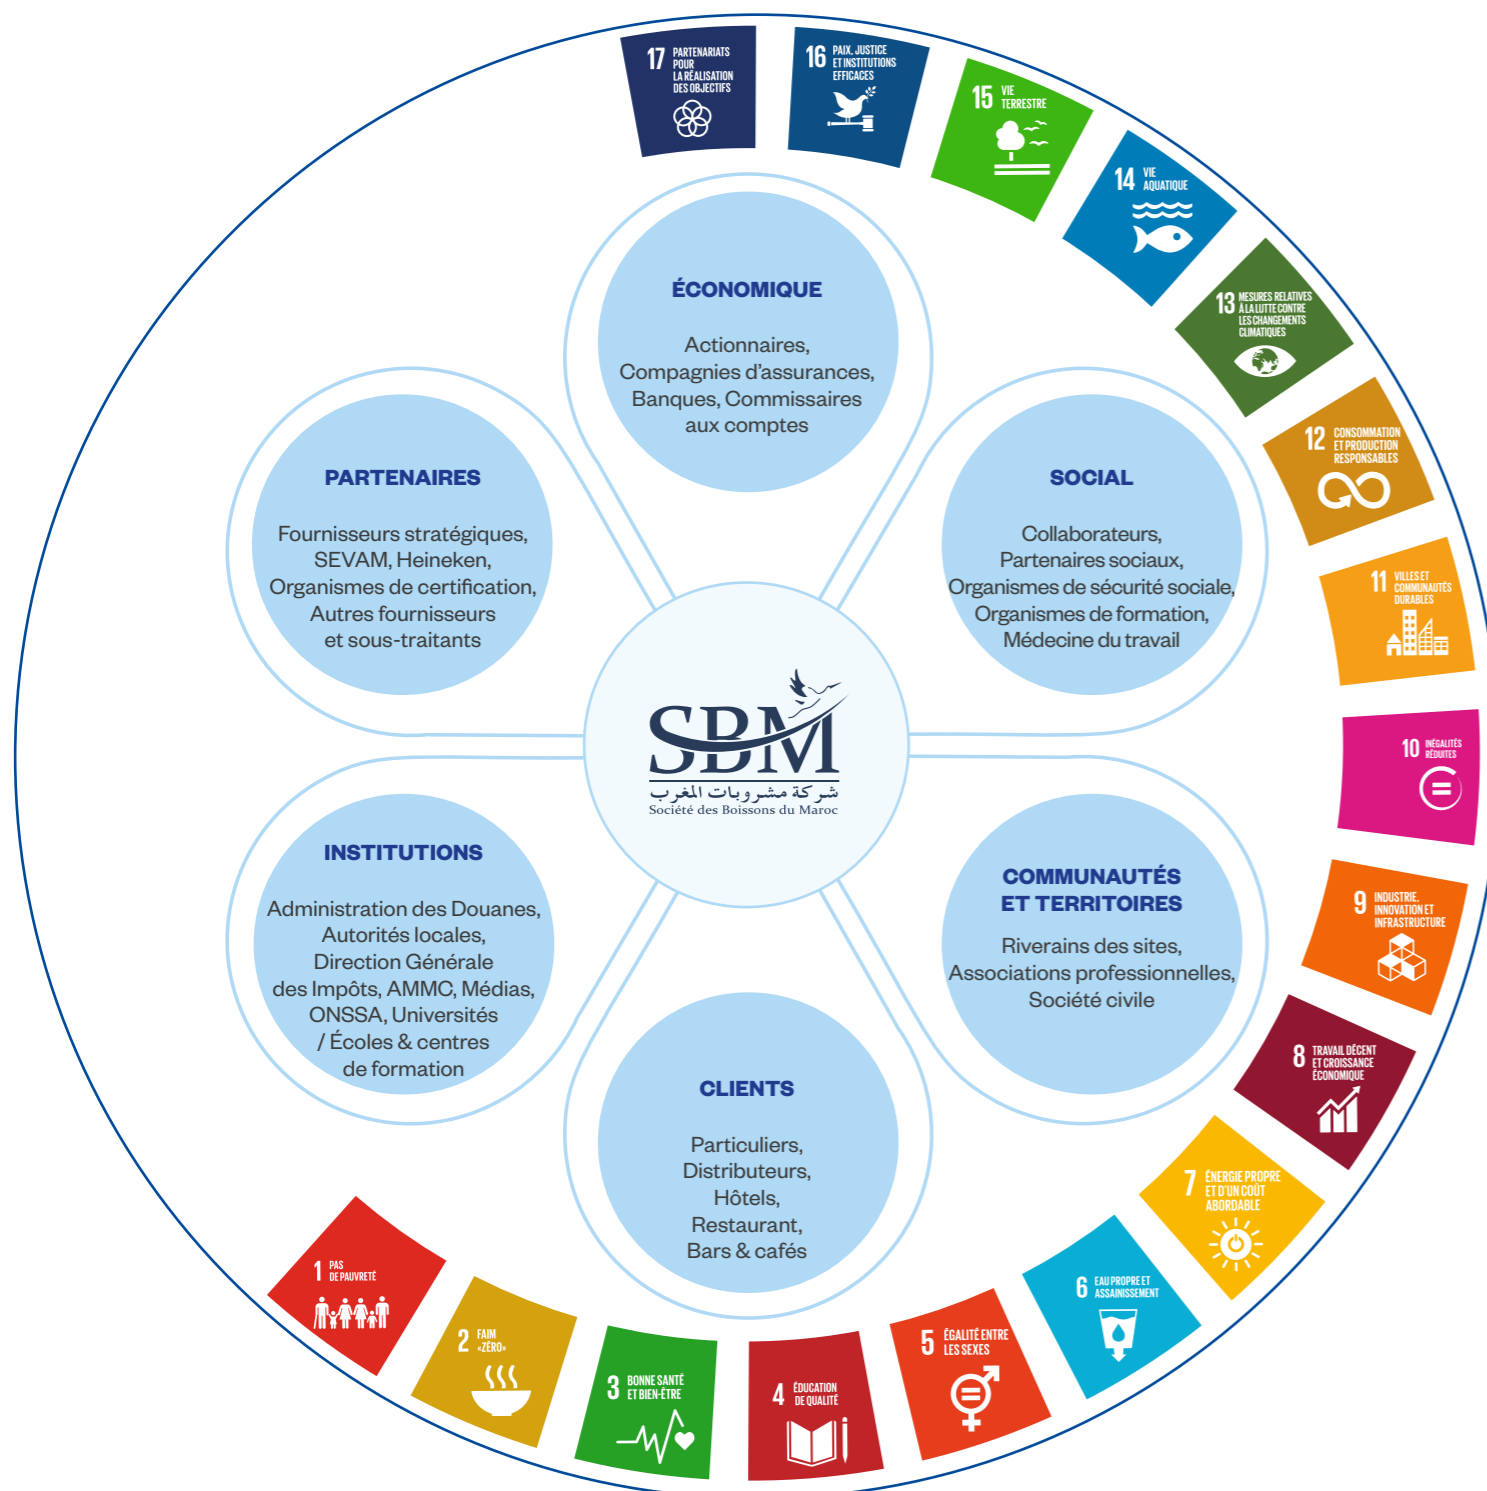 17 PARTENARIATS
POUR
LA RÉALISATION
DES OBJECTIFS
16 PAIX, JUSTICE
ET INSTITUTIONS
EFFICACES
15 VIE
TERRESTRE
14 VIE
AQUATIQUE
13 MESURES RELATIVES
À LA LUTTE CONTRE
LES CHANGEMENTS
CLIMATIQUES
12 CONSOMMATION
ET PRODUCTION
RESPONSABLES
11 VILLES ET
COMMUNAUTÉS
DURABLES
10 INÉGALITÉS
RÉDUITES
9 INDUSTRIE,
INNOVATION ET
INFRASTRUCTURE
8 TRAVAIL DÉCENT
ET CROISSANCE
ÉCONOMIQUE
7 ÉNERGIE PROPRE
ET D'UN COÛT
ABORDABLE
6 EAU PROPRE ET
ASSAINISSEMENT
5 ÉGALITÉ ENTRE
LES SEXES
4 ÉDUCATION
DE QUALITÉ
3 BONNE SANTÉ
ET BIEN-ÊTRE
2 FAIM
«ZÉRO»
1 PAS
DE PAUVRETÉ
ÉCONOMIQUE
Actionnaires,
Compagnies d'assurances,
Banques, Commissaires
aux comptes
PARTENAIRES
Fournisseurs stratégiques,
SEVAM, Heineken,
Organismes de certification,
Autres fournisseurs
et sous-traitants
SOCIAL
Collaborateurs,
Partenaires sociaux,
Organismes de sécurité sociale,
Organismes de formation,
Médecine du travail
SBM
شركة مشروبات المغرب
Société des Boissons du Maroc
INSTITUTIONS
Administration des Douanes,
Autorités locales,
Direction Générale
des Impôts, AMMC, Médias,
ONSSA, Universités
/ Écoles & centres
de formation
COMMUNAUTÉS
ET TERRITOIRES
Riverains des sites,
Associations professionnelles,
Société civile
CLIENTS
Particuliers,
Distributeurs,
Hôtels,
Restaurant,
Bars & cafés